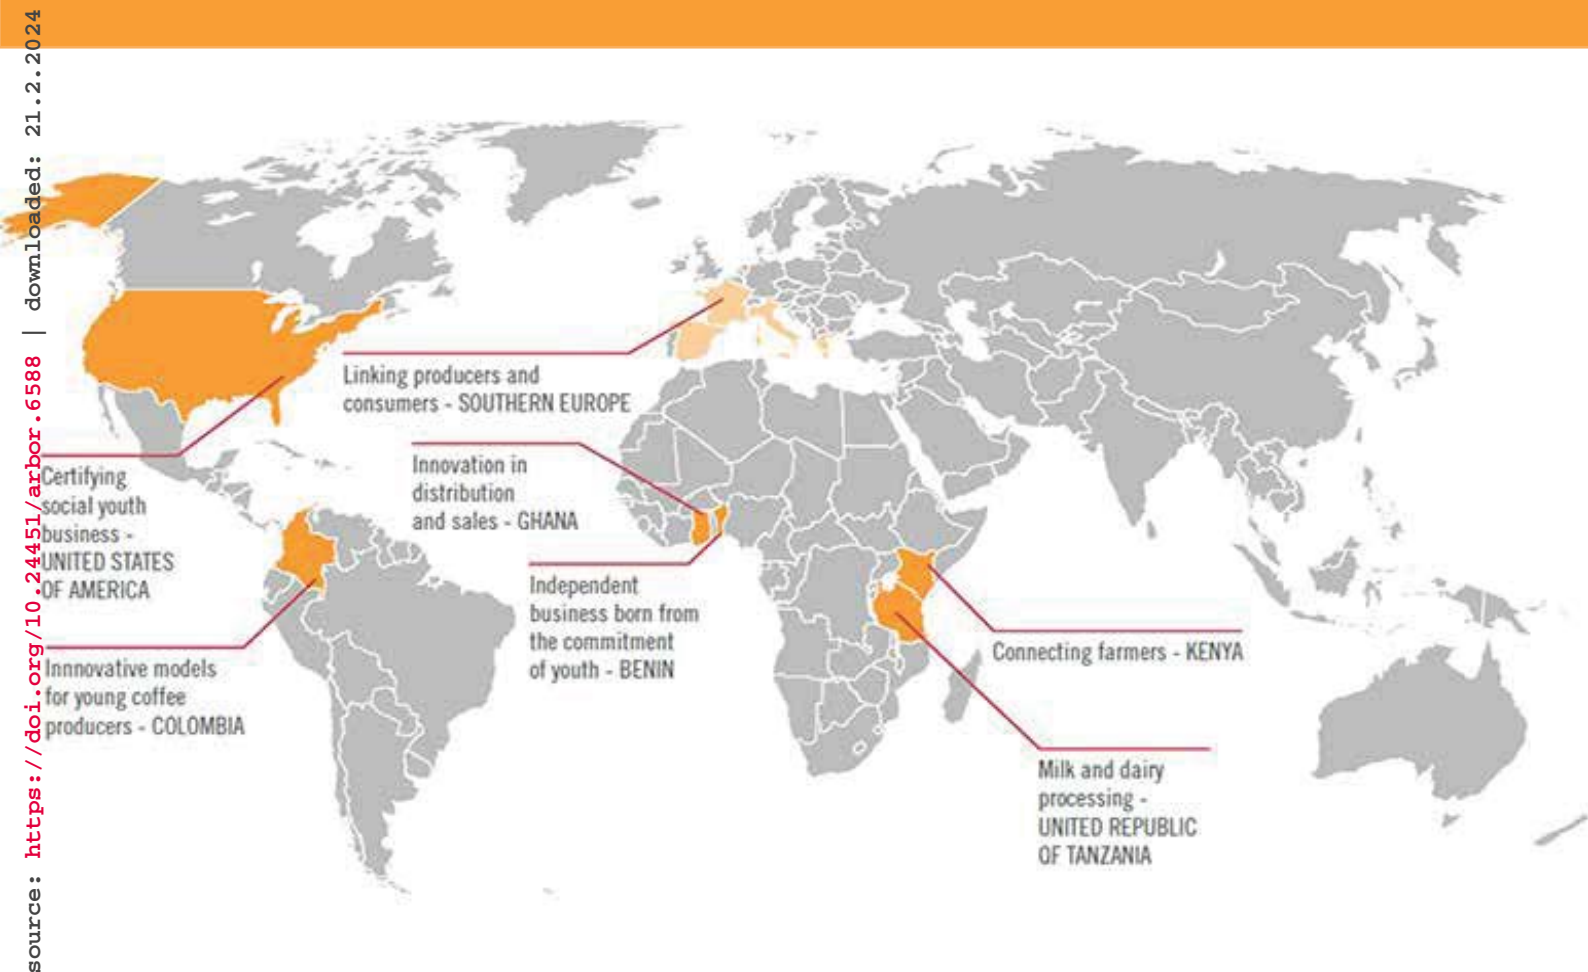 source: https://doi.org/10.24451/arbor.6588 | downloaded: 21.2.2024
Linking producers and
consumers - SOUTHERN EUROPE
Innovation in
distribution
and sales - GHANA
Certifying
social youth
business -
UNITED STATES
OF AMERICA
Independent
business born from
the commitment
of youth - BENIN
Connecting farmers - KENYA
Innnovative models
for young coffee
producers - COLOMBIA
Milk and dairy
processing -
UNITED REPUBLIC
OF TANZANIA